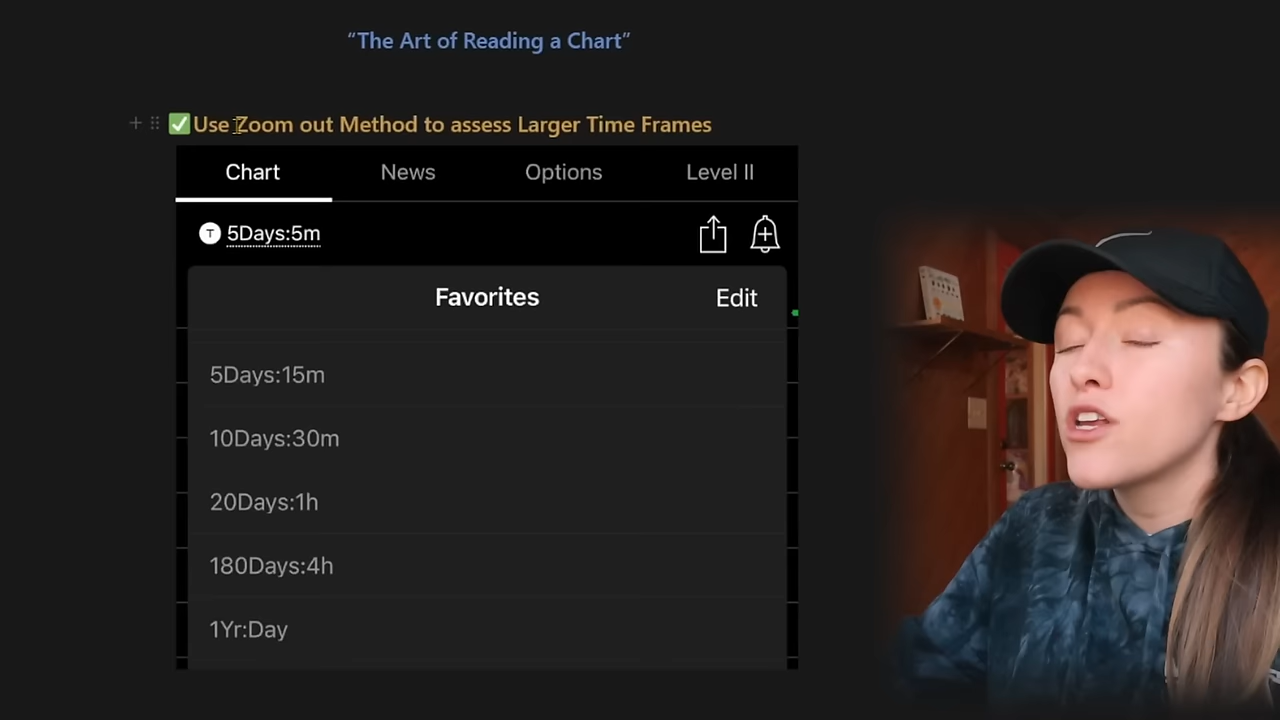 “The Art of Reading a Chart”
✅Use Zoom out Method to assess Larger Time Frames
Chart News Options Level II
T 5Days:5m
Favorites Edit
5Days:15m
10Days:30m
20Days:1h
180Days:4h
1Yr:Day